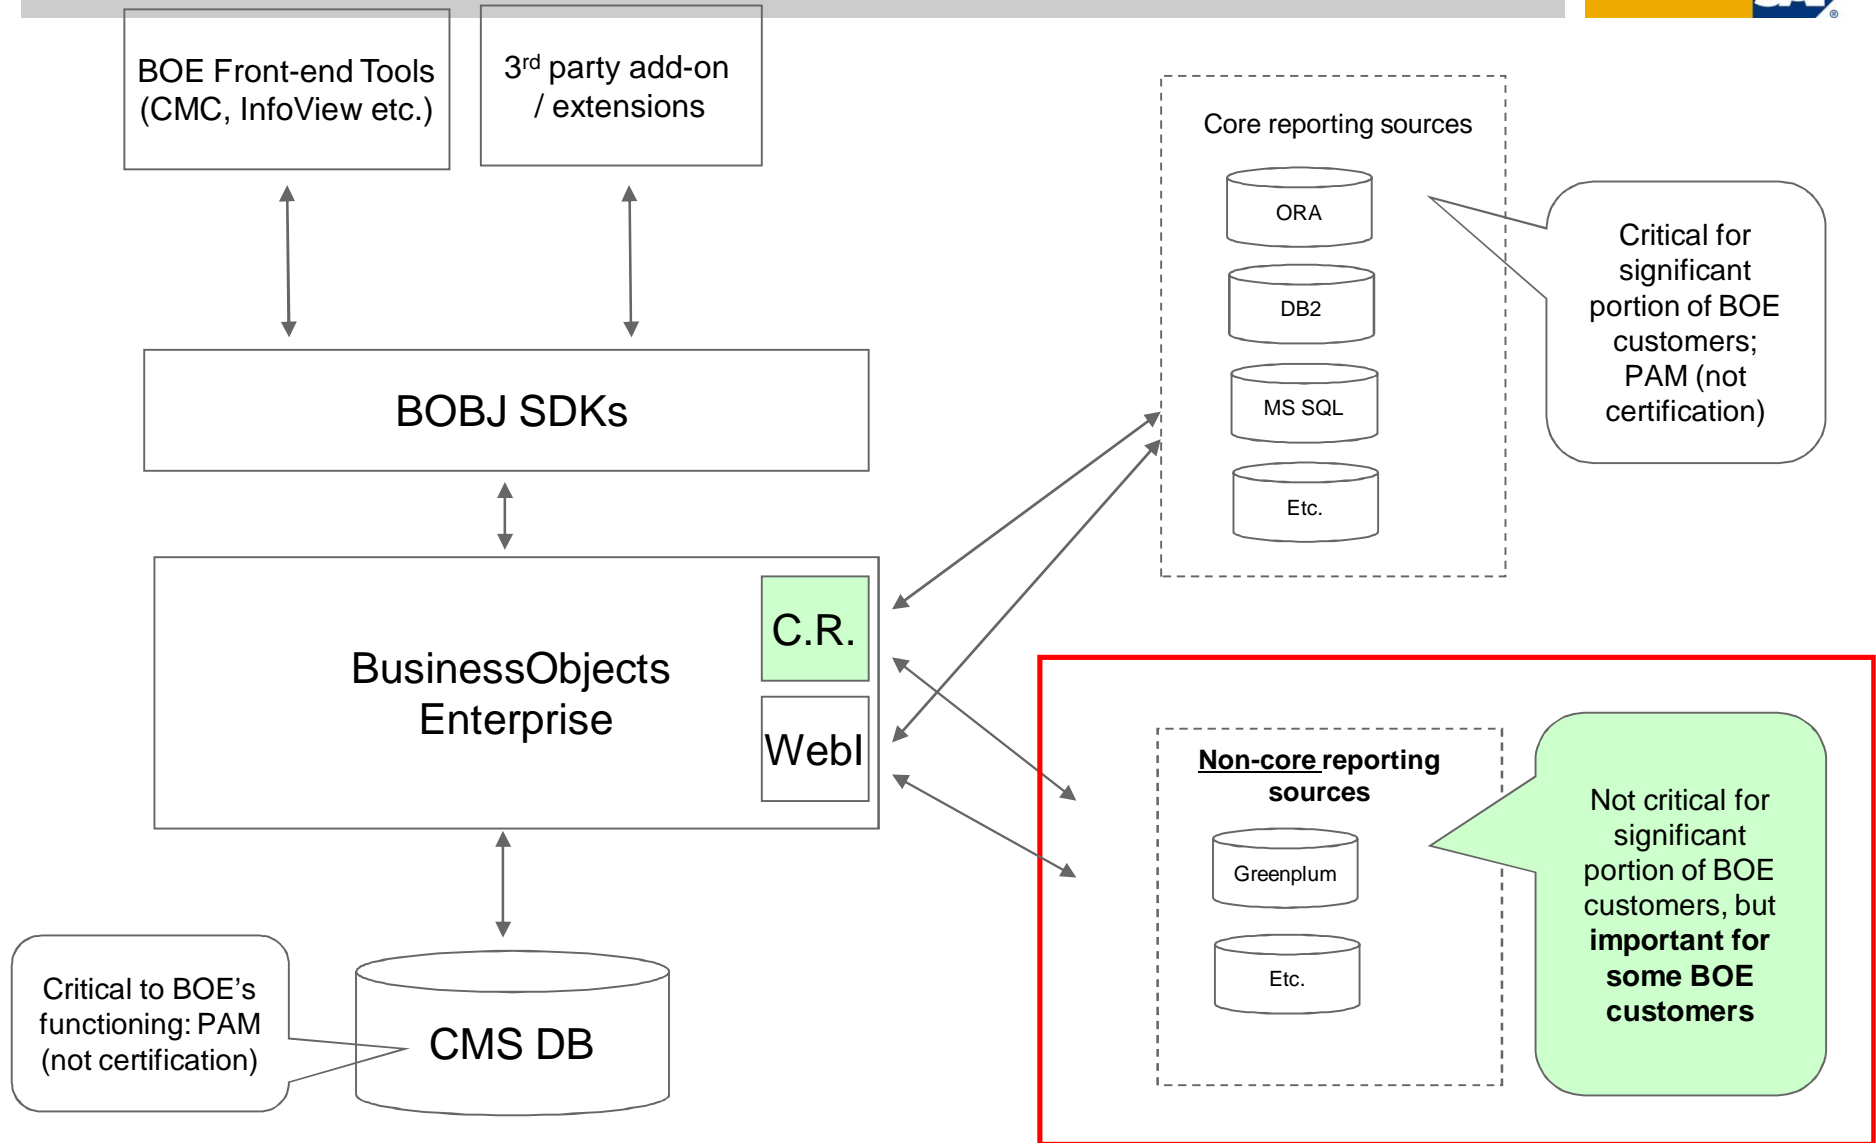 BOE Front-end Tools
(CMC, InfoView etc.)
3rd party add-on
/ extensions
BOBJ SDKs
BusinessObjects
Enterprise
C.R.
WebI
Critical to BOE’s
functioning: PAM
(not certification)
CMS DB
Core reporting sources
ORA
DB2
MS SQL
Etc.
Critical for
significant
portion of BOE
customers;
PAM (not
certification)
Non-core reporting
sources
Greenplum
Etc.
Not critical for
significant
portion of BOE
customers, but
important for
some BOE
customers